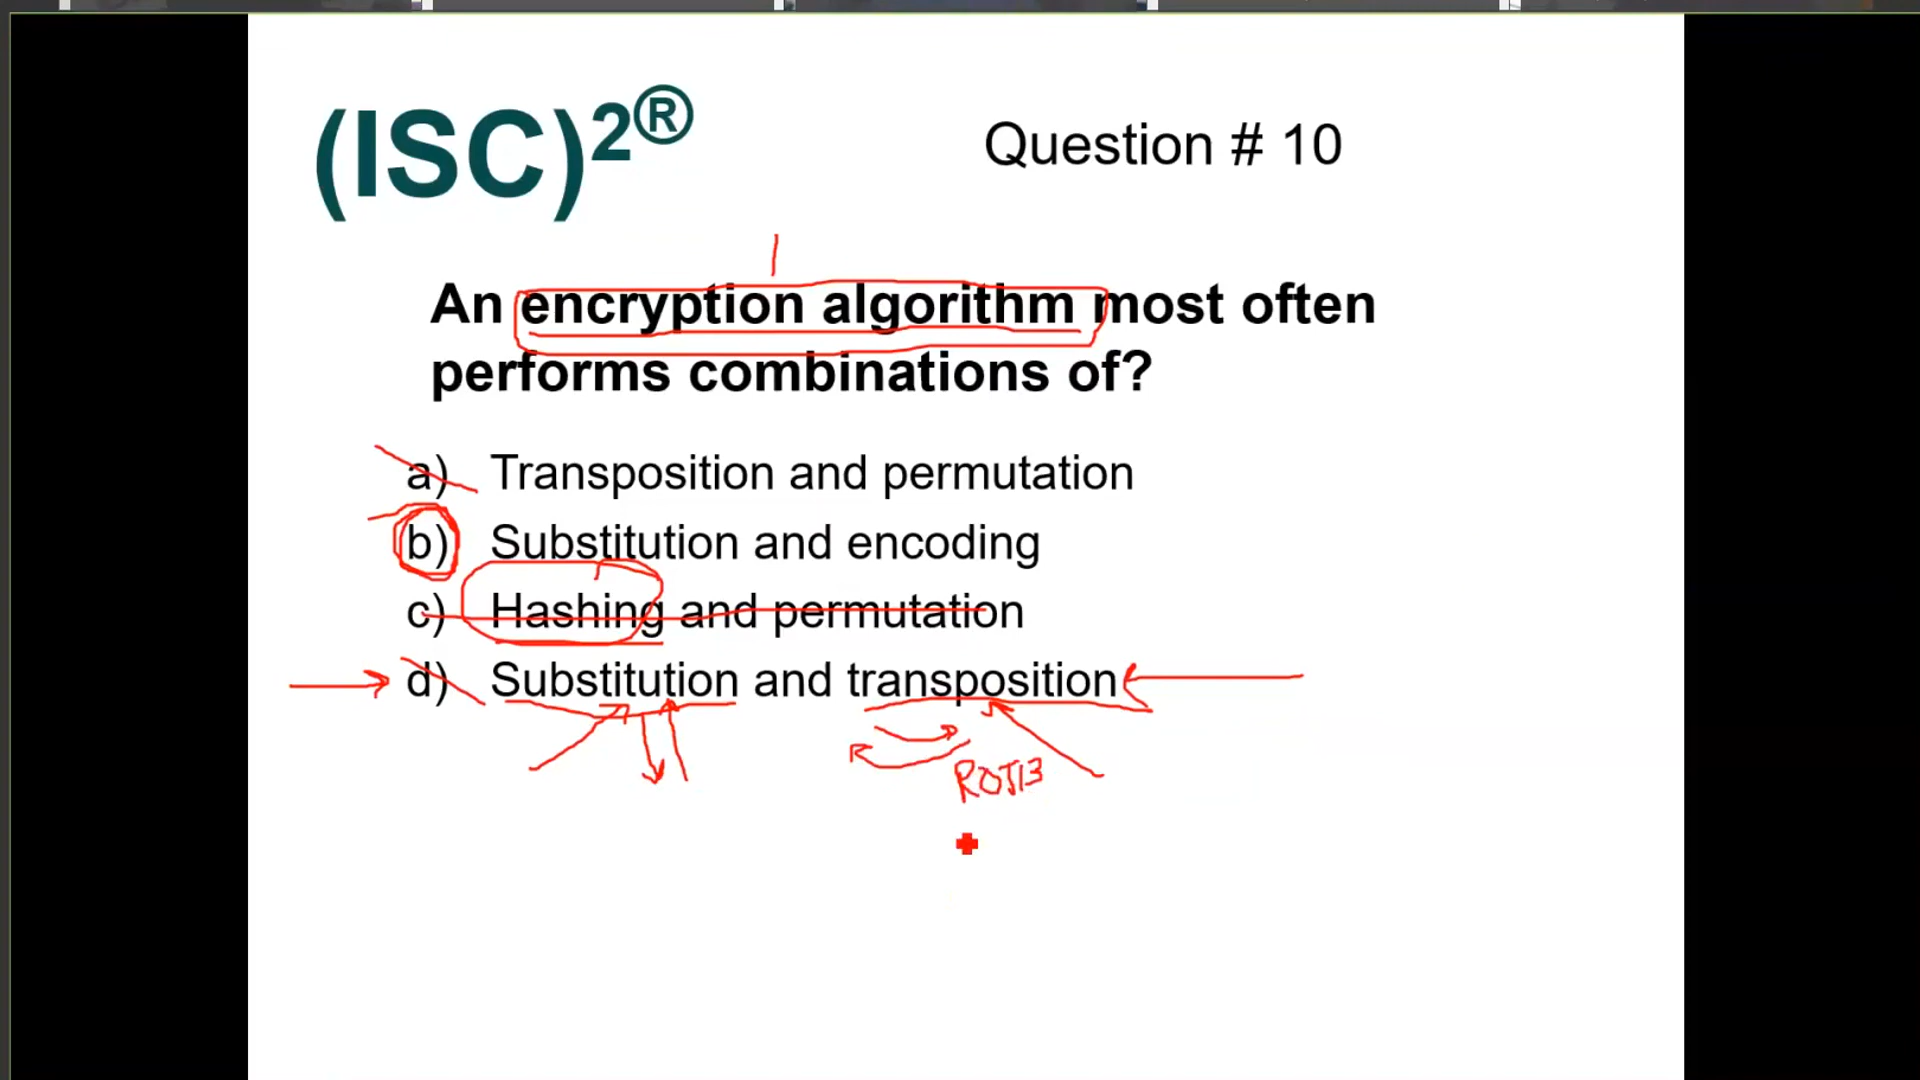 (ISC)2®
Question # 10
An encryption algorithm most often
performs combinations of?
a) Transposition and permutation
b) Substitution and encoding
c) Hashing and permutation
d) Substitution and transposition
ROT13